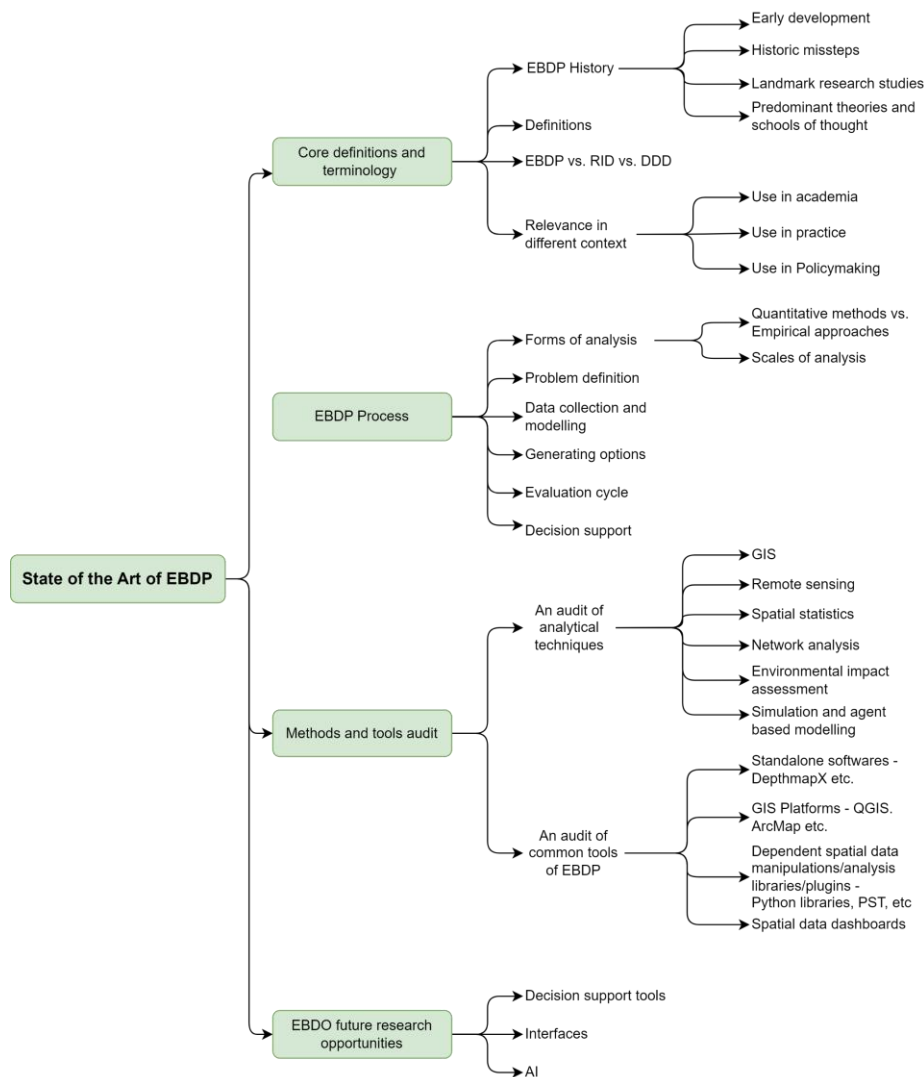 State of the Art of EBDP
Core definitions and
terminology
EBDP History
Early development
Historic missteps
Landmark research studies
Predominant theories and
schools of thought
Definitions
EBDP vs. RID vs. DDD
Relevance in
different context
Use in academia
Use in practice
Use in Policymaking
EBDP Process
Forms of analysis
Quantitative methods vs.
Empirical approaches
Scales of analysis
Problem definition
Data collection and
modelling
Generating options
Evaluation cycle
Decision support
Methods and tools audit
An audit of
analytical
techniques
GIS
Remote sensing
Spatial statistics
Network analysis
Environmental impact
assessment
Simulation and agent
based modelling
An audit of
common tools
of EBDP
Standalone softwares -
DepthmapX etc.
GIS Platforms - QGIS.
ArcMap etc.
Dependent spatial data
manipulations/analysis
libraries/plugins -
Python libraries, PST, etc
Spatial data dashboards
EBDO future research
opportunities
Decision support tools
Interfaces
AI